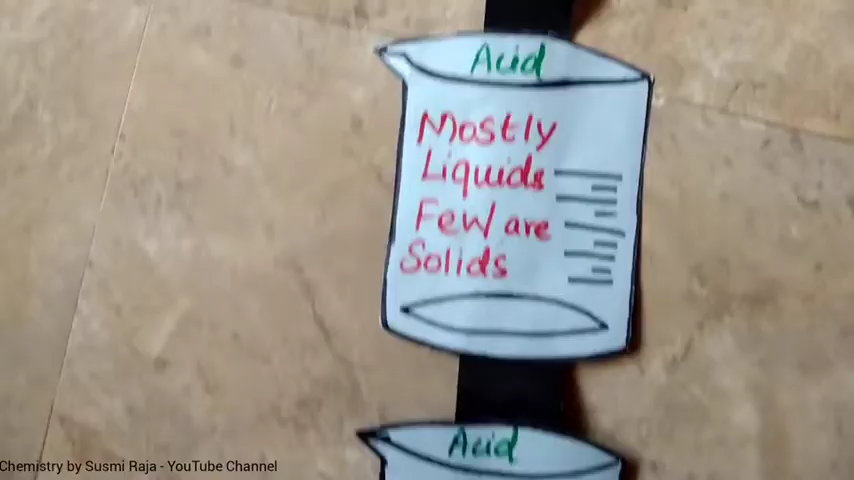 Acid
Mostly
Liquids
Few are
Solids
Acid
Chemistry by Susmi Raja - YouTube Channel